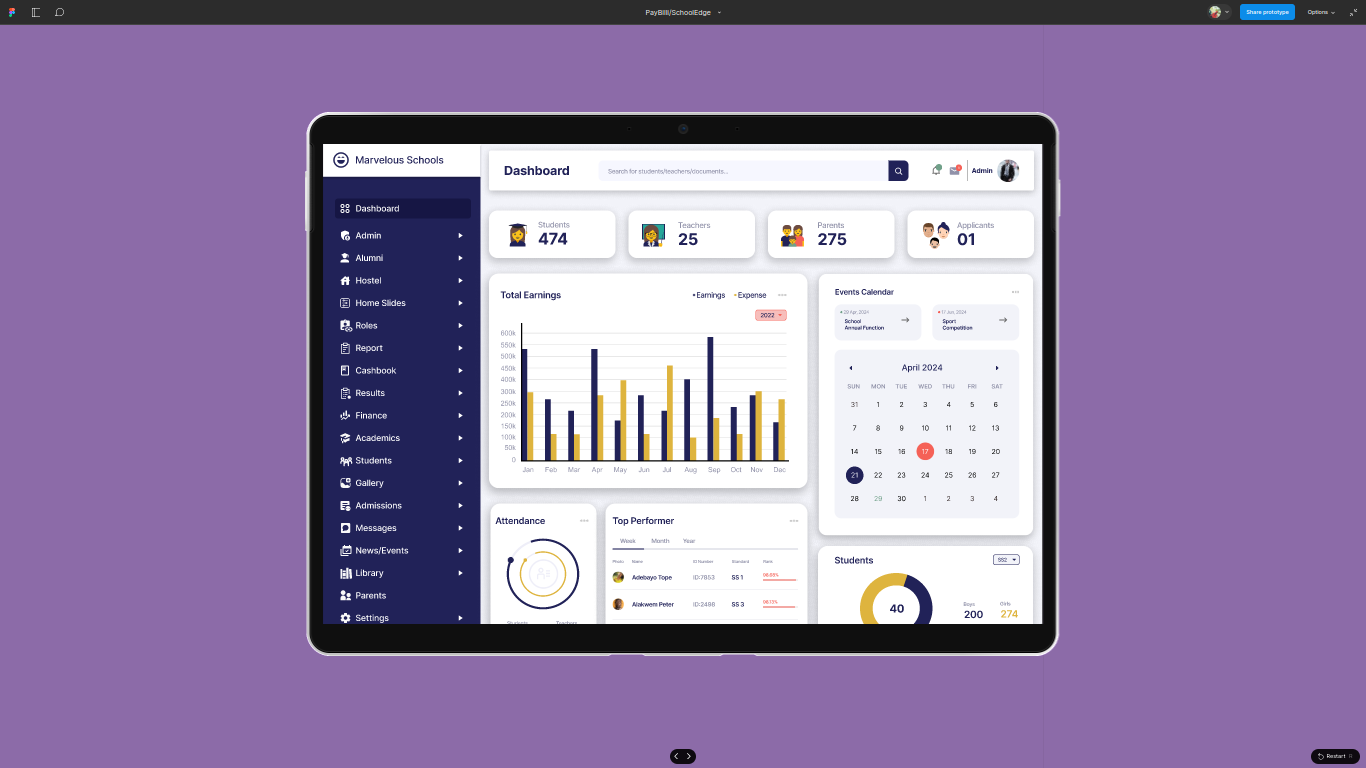 PayBill/SchoolEdge
Share prototype
Options
Marvelous Schools
Dashboard
Admin
Alumni
Hostel
Home Slides
Roles
Report
Cashbook
Results
Finance
Academics
Students
Gallery
Admissions
Messages
News/Events
Library
Parents
Settings
Dashboard
Search for students/teachers/documents...
Admin
Students
474
Teachers
25
Parents
275
Applicants
01
Total Earnings
Earnings
Expense
2022
600k
550k
500k
450k
400k
350k
300k
250k
200k
150k
100k
50k
0
Jan Feb Mar Apr May Jun Jul Aug Sep Oct Nov Dec
Events Calendar
29 Apr, 2024
School
Annual Function
17 Jun, 2024
Sport
Competition
April 2024
SUN MON TUE WED THU FRI SAT
31 1 2 3 4 5 6
7 8 9 10 11 12 13
14 15 16 17 18 19 20
21 22 23 24 25 26 27
28 29 30 1 2 3 4
Attendance
Students Teachers
Top Performer
Week Month Year
Photo Name ID Number Standard Rank
Adebayo Tope ID:7853 SS 1
Alakwem Peter ID:2488 SS 3
Students
SS2
40
Boys
200
Girls
274
Restart